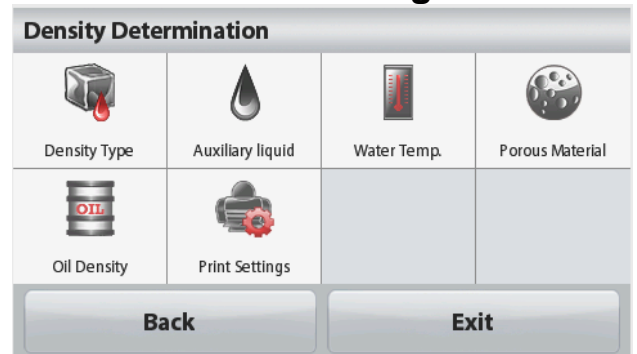 Density Determination
Density Type
Auxiliary liquid
Water Temp.
Porous Material
OIL
Oil Density
Print Settings
Back
Exit